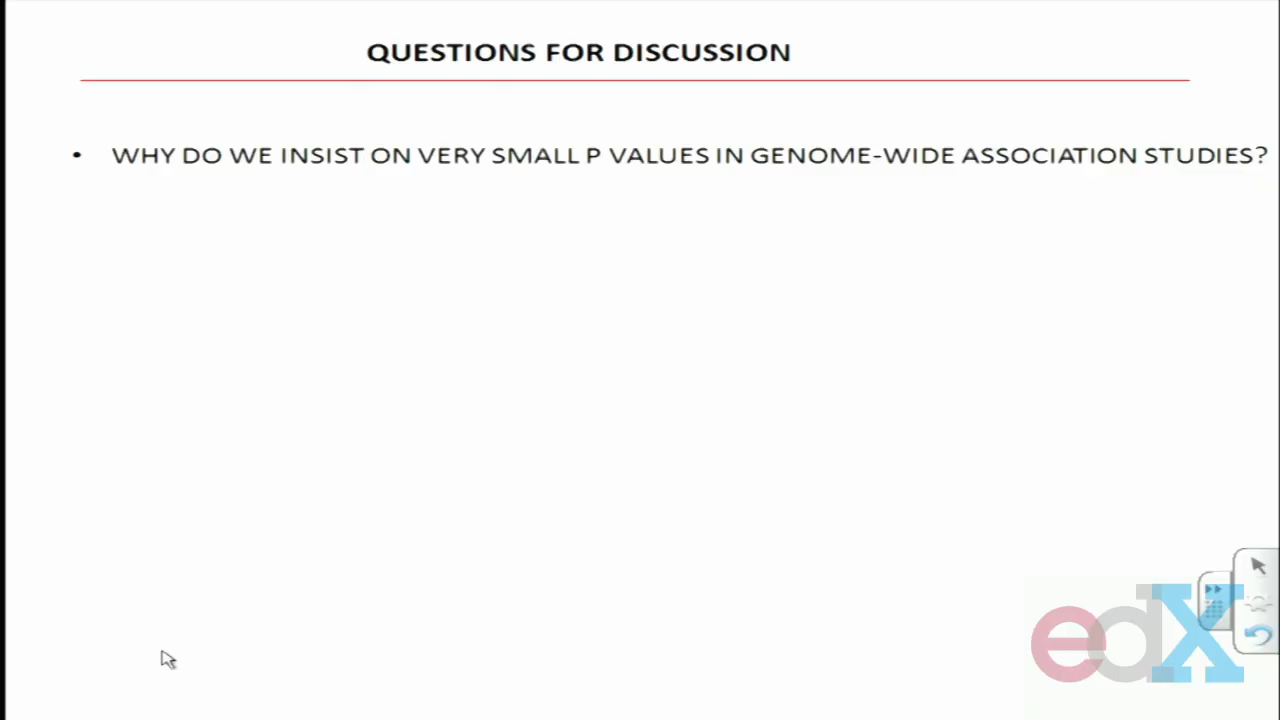 QUESTIONS FOR DISCUSSION
• WHY DO WE INSIST ON VERY SMALL P VALUES IN GENOME-WIDE ASSOCIATION STUDIES?
edX